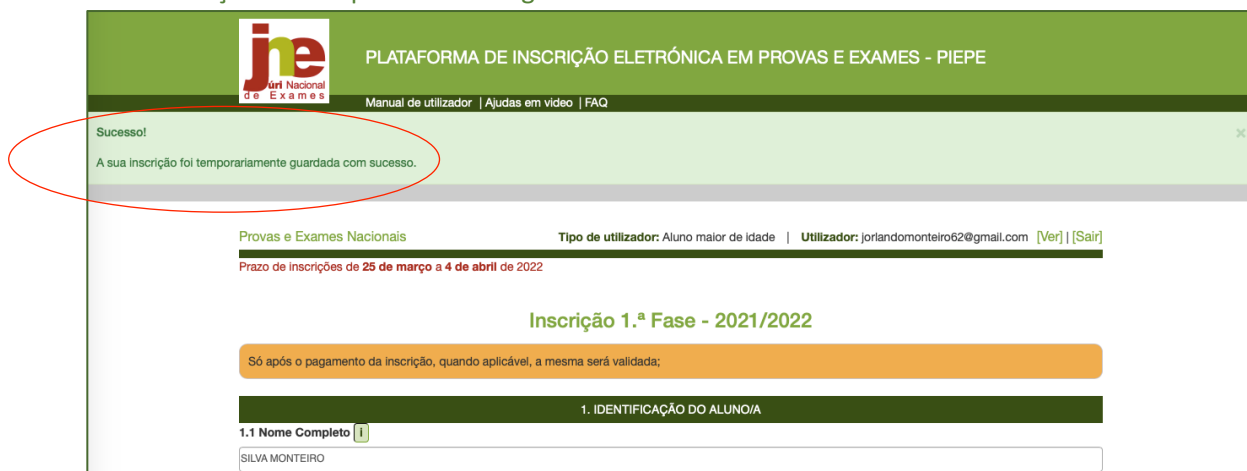 jne
Júri Nacional
de Exames
PLATAFORMA DE INSCRIÇÃO ELETRÓNICA EM PROVAS E EXAMES - PIEPE
Manual de utilizador | Ajudas em video | FAQ
Sucesso!
×
A sua inscrição foi temporariamente guardada com sucesso.
Provas e Exames Nacionais Tipo de utilizador: Aluno maior de idade | Utilizador: jorlandomonteiro62@gmail.com [Ver] | [Sair]
Prazo de inscrições de 25 de março a 4 de abril de 2022
Inscrição 1.ª Fase - 2021/2022
Só após o pagamento da inscrição, quando aplicável, a mesma será validada;
1. IDENTIFICAÇÃO DO ALUNO/A
1.1 Nome Completo i
SILVA MONTEIRO